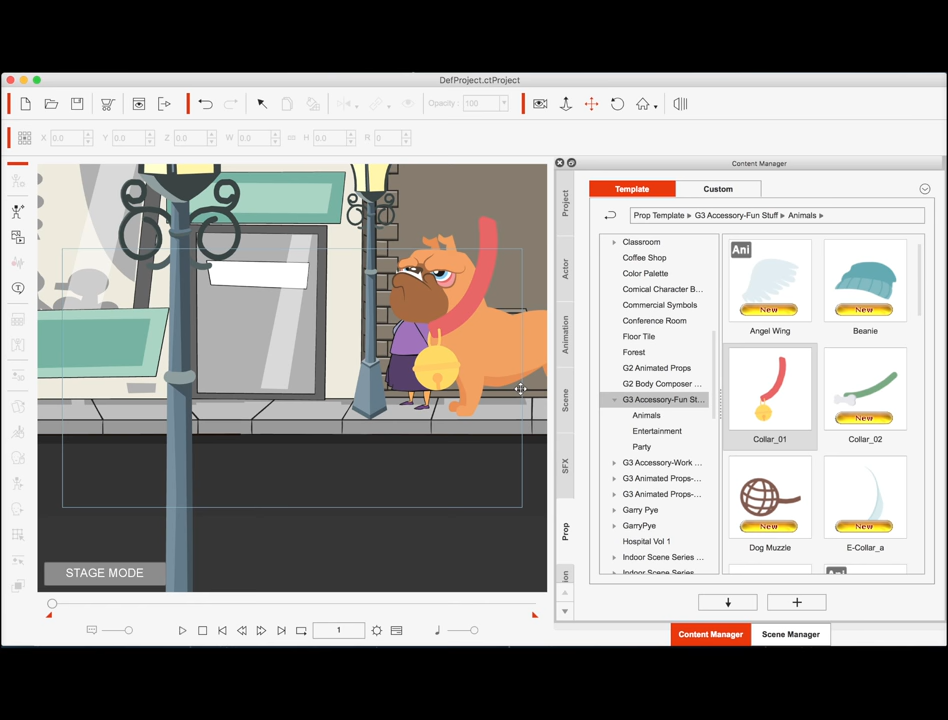 DefProject.ctProject
Opacity : 100
X 0.0 Y 0.0 Z 0.0 W 0.0 H 0.0 R 0
Content Manager
Template Custom
Prop Template G3 Accessory-Fun Stuff Animals
Project
Actor
Animation
Scene
SFX
Prop
ion
Classroom
Coffee Shop
Color Palette
Comical Character B...
Commercial Symbols
Conference Room
Floor Tile
Forest
G2 Animated Props
G2 Body Composer ...
G3 Accessory-Fun St...
Animals
Entertainment
Party
G3 Accessory-Work ...
G3 Animated Props-...
G3 Animated Props-...
Garry Pye
GarryPye
Hospital Vol 1
Indoor Scene Series ...
Indoor Scene Series
Ani
New New
Angel Wing Beanie
New
Collar_01 Collar_02
New New
Dog Muzzle E-Collar_a
Ani
STAGE MODE
1
Content Manager Scene Manager